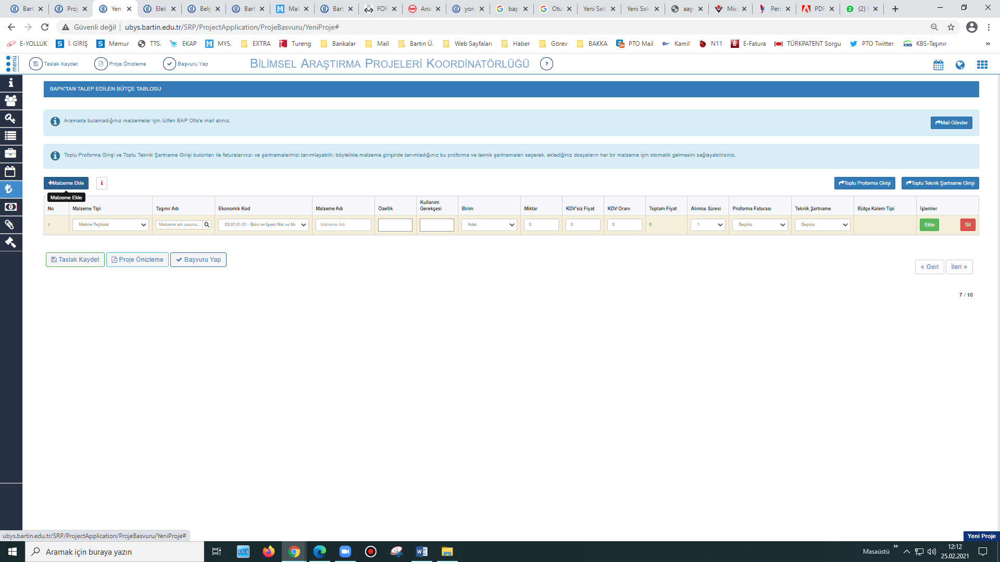 Bart
Proj
Yeni
Elek
Belg
Bart
Mal
Bart
FOR
Ana
yon
bap
Otu
Yeni Sek
Yeni Sek
aayı
Mic
Pers
PDF
Güvenli değil
ubys.bartin.edu.tr/SRP/ProjectApplication/ProjeBasvuru/YeniProje#
E-YOLLUK
İ. GİRİŞ
Memur
TTS.
EKAP
MYS.
EXTRA
Tureng
Bankalar
Mail
Bartın Ü.
Web Sayfaları
Haber
Görev
BAKKA
PTO Mail
Kamil
N11
E-Fatura
TÜRKPATENT Sorgu
PTO Twitter
KBS-Taşınır
»
menü
Taslak Kaydet
Proje Önizleme
Başvuru Yap
BİLİMSEL ARAŞTIRMA PROJELERİ KOORDİNATÖRLÜĞÜ
?
BAPK'TAN TALEP EDİLEN BÜTÇE TABLOSU
Aramada bulamadığınız malzemeler için lütfen BAP Ofis'e mail atınız.
Mail Gönder
Toplu Proforma Girişi ve Toplu Teknik Şartname Girişi butonları ile faturalarınızı ve şartnamelerinizi tanımlayabilir, böylelikle malzeme girişinde tanımladığınız bu proforma ve teknik şartnameleri seçerek, eklediğiniz dosyaların her bir malzeme için otomatik gelmesini sağlayabilirsiniz.
+Malzeme Ekle
i
Toplu Proforma Girişi
Toplu Teknik Şartname Girişi
Malzeme Ekle
No
Malzeme Tipi
Taşınır Adı
Ekonomik Kod
Malzeme Adı
Özellik
Kullanım
Gerekçesi
Birim
Miktar
KDV'siz Fiyat
KDV Oranı
Toplam Fiyat
Alınma Süresi
Proforma Faturası
Teknik Şartname
Bütçe Kalem Tipi
İşlemler
1
Makine Teçhizat
Malzeme adı yazınız...
03.07.01.01 - Büro ve İşyeri Mal ve Ma
Malzeme Adı
Adet
0
0
0
0
1
Seçiniz
Seçiniz
Ekle
Sil
Taslak Kaydet
Proje Önizleme
Başvuru Yap
« Geri
İleri »
7 / 10
ubys.bartin.edu.tr/SRP/ProjectApplication/ProjeBasvuru/YeniProje#
Yeni Proje
Aramak için buraya yazın
Masaüstü
»
12:12
25.02.2021